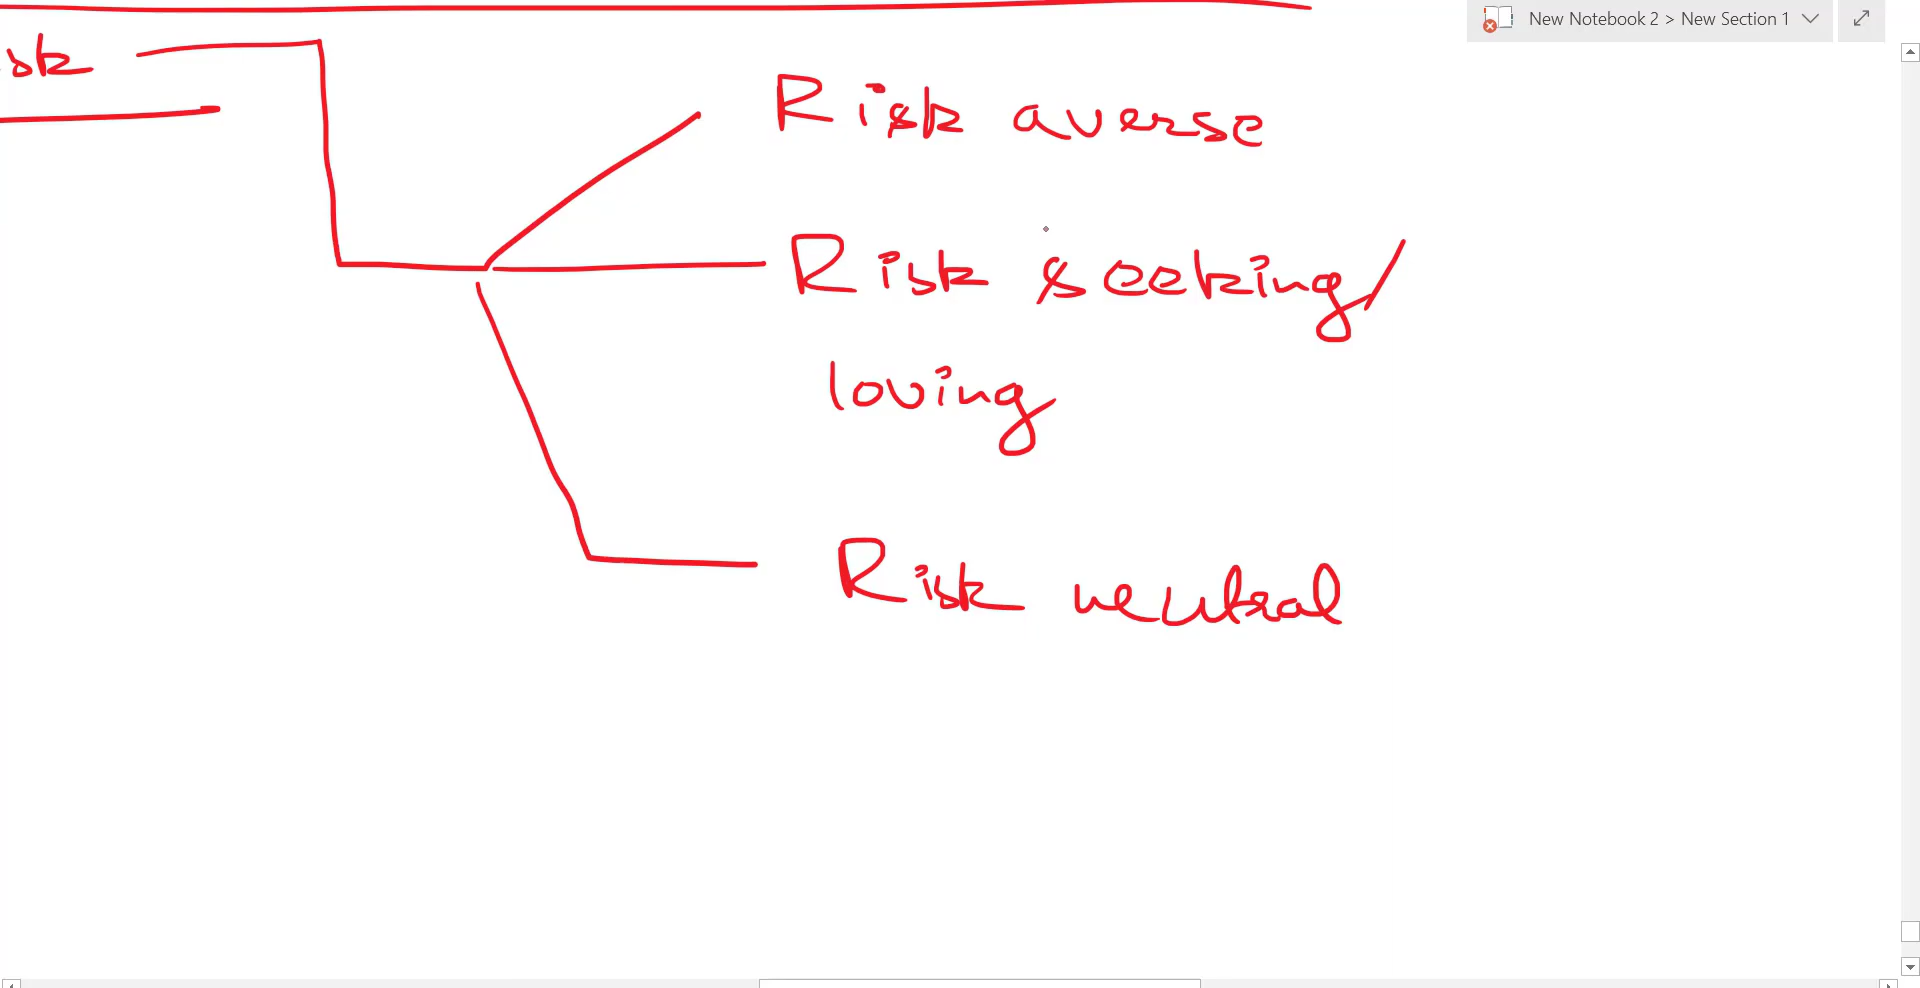 New Notebook 2 > New Section 1
Risk averse
Risk seeking/
loving
Risk neutral